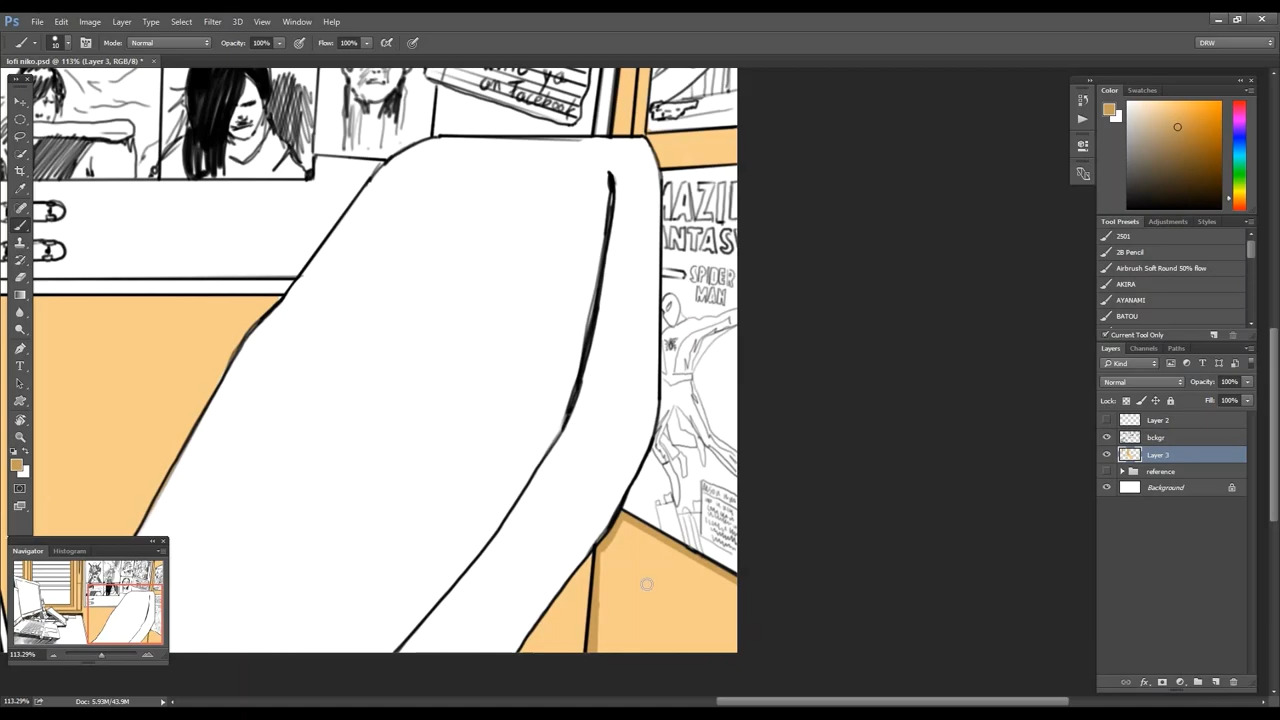 Ps File Edit Image Layer Type Select Filter 3D View Window Help
10 Mode: Normal Opacity: 100% Flow: 100% DRW
lofi niko.psd @ 113% (Layer 3, RGB/8) *
on facebook
Color Swatches
AMAZIN
FANTASY
SPIDER
MAN
Tool Presets Adjustments Styles
2501
2B Pencil
Airbrush Soft Round 50% flow
AKIRA
AYANAMI
BATOU
Current Tool Only
Layers Channels Paths
Kind
Normal Opacity: 100%
Lock: Fill: 100%
Layer 2
bckgr
Layer 3
reference
Background
Navigator Histogram
113.29%
113.29% Doc: 5.93M/43.9M